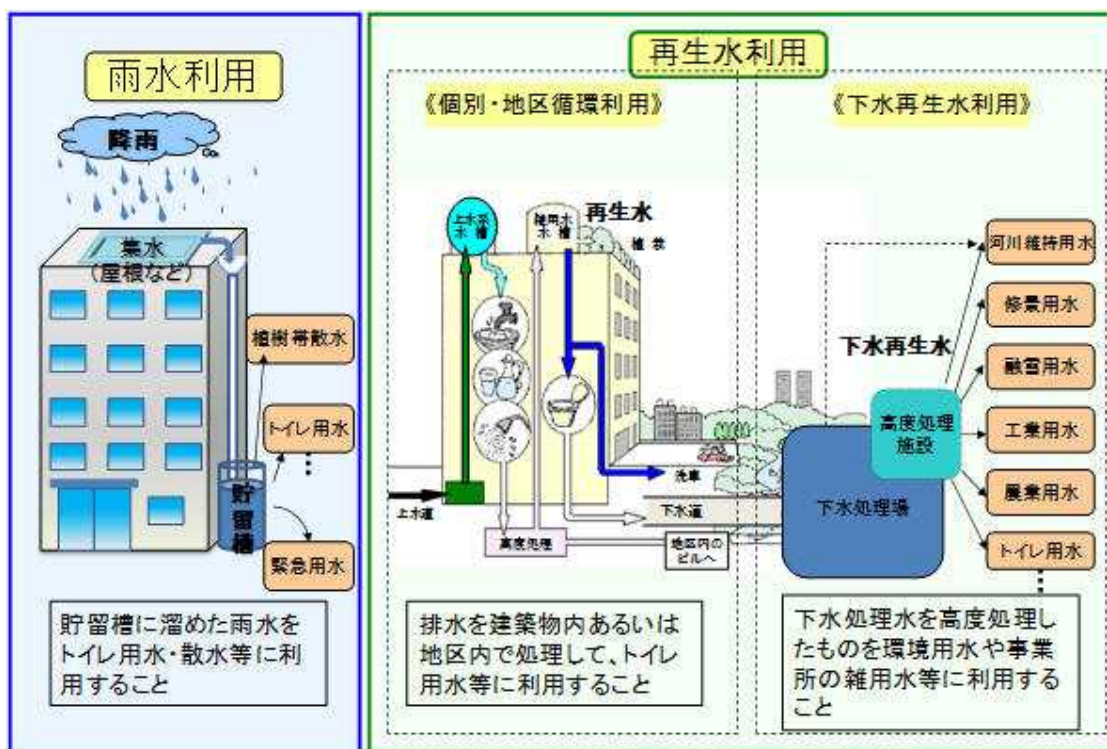 雨水利用
降雨
集水
(屋根など)
植樹帯散水
トイレ用水
貯留槽
緊急用水
貯留槽に溜めた雨水を
トイレ用水・散水等に利
用すること
再生水利用
《個別・地区循環利用》
上水系
水槽
雑用水
水槽
再生水
植栽
洗車
上水道
下水道
高度処理
地区内の
ビルへ
排水を建築物内あるいは
地区内で処理して、トイレ
用水等に利用すること
《下水再生水利用》
下水再生水
高度処理
施設
下水処理場
河川維持用水
修景用水
融雪用水
工業用水
農業用水
トイレ用水
下水処理水を高度処理し
たものを環境用水や事業
所の雑用水等に利用する
こと